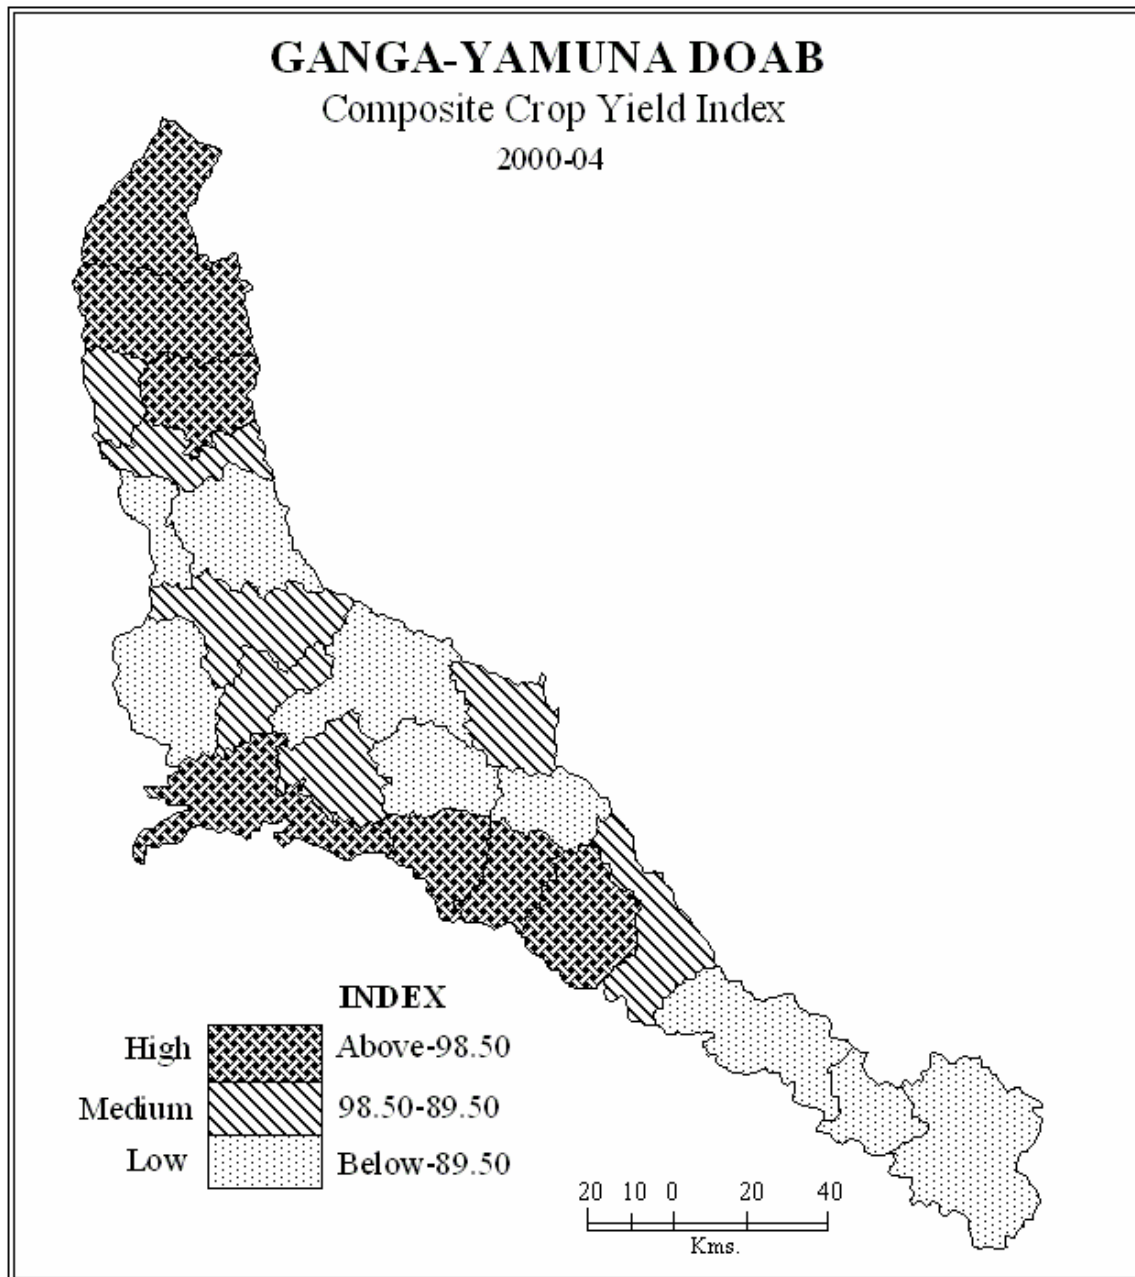 GANGA-YAMUNA DOAB
Composite Crop Yield Index
2000-04
INDEX
High Above-98.50
Medium 98.50-89.50
Low Below-89.50
20 10 0 20 40
Kms.